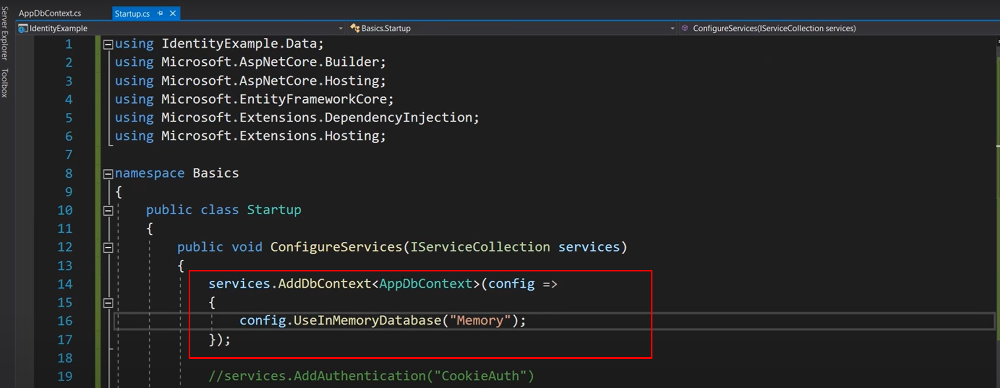 Server Explorer
Toolbox
AppDbContext.cs
Startup.cs
IdentityExample
Basics.Startup
ConfigureServices(IServiceCollection services)
1 using IdentityExample.Data;
2 using Microsoft.AspNetCore.Builder;
3 using Microsoft.AspNetCore.Hosting;
4 using Microsoft.EntityFrameworkCore;
5 using Microsoft.Extensions.DependencyInjection;
6 using Microsoft.Extensions.Hosting;
7
8 namespace Basics
9 {
10 public class Startup
11 {
12 public void ConfigureServices(IServiceCollection services)
13 {
14 services.AddDbContext<AppDbContext>(config =>
15 {
16 config.UseInMemoryDatabase("Memory");
17 });
18
19 //services.AddAuthentication("CookieAuth")